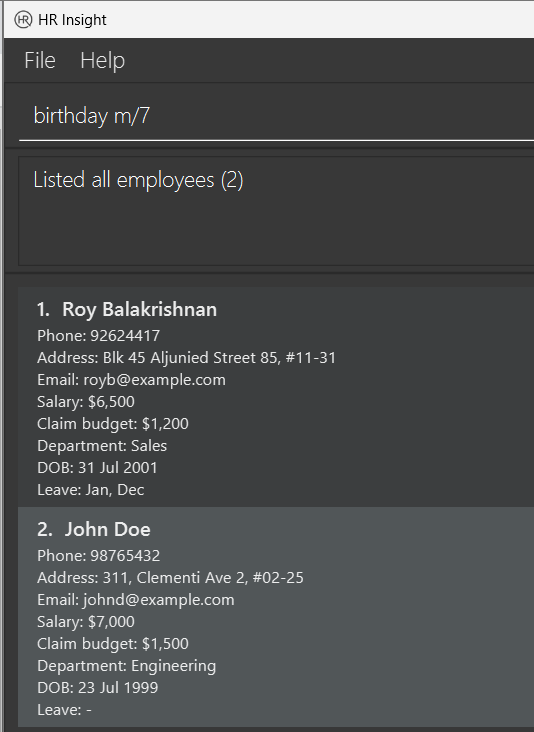 HR Insight
File Help
birthday m/7
Listed all employees (2)
1. Roy Balakrishnan
Phone: 92624417
Address: Blk 45 Aljunied Street 85, #11-31
Email: royb@example.com
Salary: $6,500
Claim budget: $1,200
Department: Sales
DOB: 31 Jul 2001
Leave: Jan, Dec
2. John Doe
Phone: 98765432
Address: 311, Clementi Ave 2, #02-25
Email: johnd@example.com
Salary: $7,000
Claim budget: $1,500
Department: Engineering
DOB: 23 Jul 1999
Leave: -